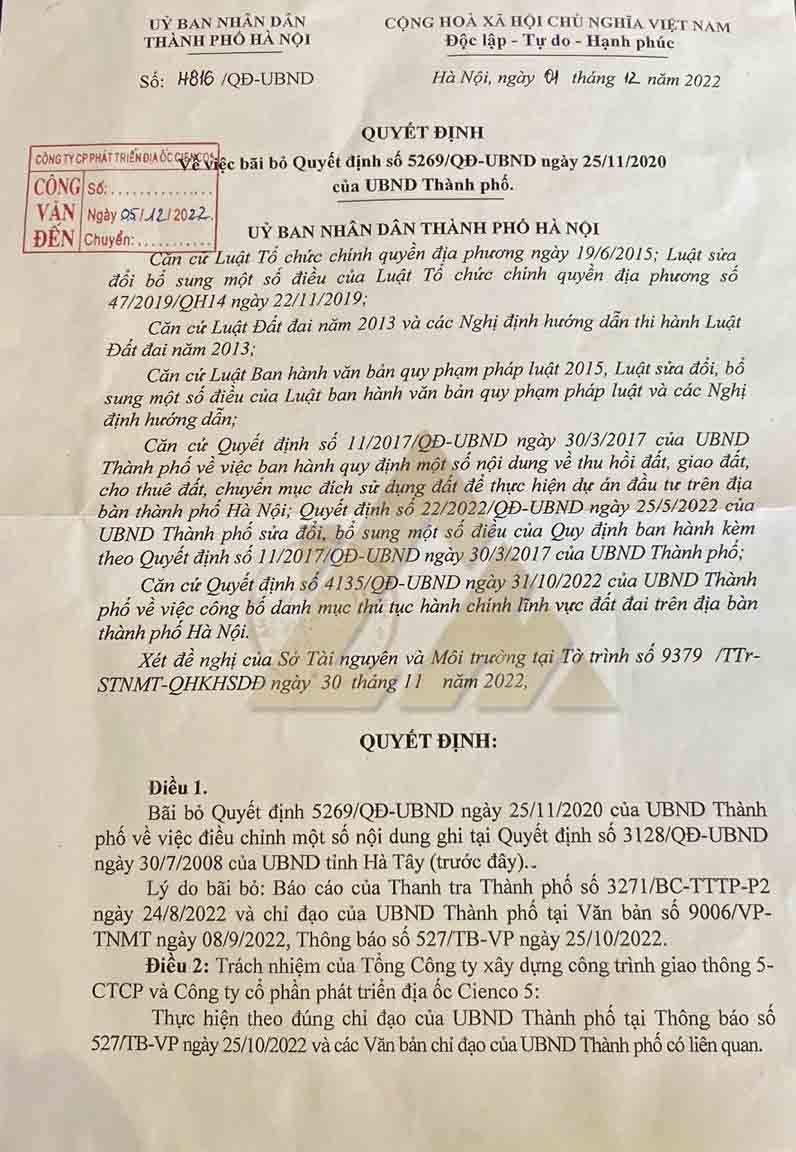 UỶ BAN NHÂN DÂN
THÀNH PHỐ HÀ NỘI
CỘNG HOÀ XÃ HỘI CHỦ NGHĨA VIỆT NAM
Độc lập - Tự do - Hạnh phúc
Số: 4816 /QĐ-UBND
Hà Nội, ngày 01 tháng 12 năm 2022
QUYẾT ĐỊNH
Về việc bãi bỏ Quyết định số 5269/QĐ-UBND ngày 25/11/2020
của UBND Thành phố.
CÔNG TY CP PHÁT TRIỂN ĐỊA ỐC CIENCO5
CÔNG VĂN ĐẾN
Số: ...............
Ngày 05/12/2022.
Chuyển: ............
UỶ BAN NHÂN DÂN THÀNH PHỐ HÀ NỘI
Căn cứ Luật Tổ chức chính quyền địa phương ngày 19/6/2015; Luật sửa
đổi bổ sung một số điều của Luật Tổ chức chính quyền địa phương số
47/2019/QH14 ngày 22/11/2019;
Căn cứ Luật Đất đai năm 2013 và các Nghị định hướng dẫn thi hành Luật
Đất đai năm 2013;
Căn cứ Luật Ban hành văn bản quy phạm pháp luật 2015, Luật sửa đổi, bổ
sung một số điều của Luật ban hành văn bản quy phạm pháp luật và các Nghị
định hướng dẫn;
Căn cứ Quyết định số 11/2017/QĐ-UBND ngày 30/3/2017 của UBND
Thành phố về việc ban hành quy định một số nội dung về thu hồi đất, giao đất,
cho thuê đất, chuyển mục đích sử dụng đất để thực hiện dự án đầu tư trên địa
bàn thành phố Hà Nội; Quyết định số 22/2022/QĐ-UBND ngày 25/5/2022 của
UBND Thành phố sửa đổi, bổ sung một số điều của Quy định ban hành kèm
theo Quyết định số 11/2017/QĐ-UBND ngày 30/3/2017 của UBND Thành phố;
Căn cứ Quyết định số 4135/QĐ-UBND ngày 31/10/2022 của UBND Thành
phố về việc công bố danh mục thủ tục hành chính lĩnh vực đất đai trên địa bàn
thành phố Hà Nội.
Xét đề nghị của Sở Tài nguyên và Môi trường tại Tờ trình số 9379 /TTr-
STNMT-QHKHSDĐ ngày 30 tháng 11 năm 2022,
QUYẾT ĐỊNH:
Điều 1.
Bãi bỏ Quyết định 5269/QĐ-UBND ngày 25/11/2020 của UBND Thành
phố về việc điều chỉnh một số nội dung ghi tại Quyết định số 3128/QĐ-UBND
ngày 30/7/2008 của UBND tỉnh Hà Tây (trước đây)..
Lý do bãi bỏ: Báo cáo của Thanh tra Thành phố số 3271/BC-TTTP-P2
ngày 24/8/2022 và chỉ đạo của UBND Thành phố tại Văn bản số 9006/VP-
TNMT ngày 08/9/2022, Thông báo số 527/TB-VP ngày 25/10/2022.
Điều 2: Trách nhiệm của Tổng Công ty xây dựng công trình giao thông 5-
CTCP và Công ty cổ phần phát triển địa ốc Cienco 5:
Thực hiện theo đúng chỉ đạo của UBND Thành phố tại Thông báo số
527/TB-VP ngày 25/10/2022 và các Văn bản chỉ đạo của UBND Thành phố có liên quan.